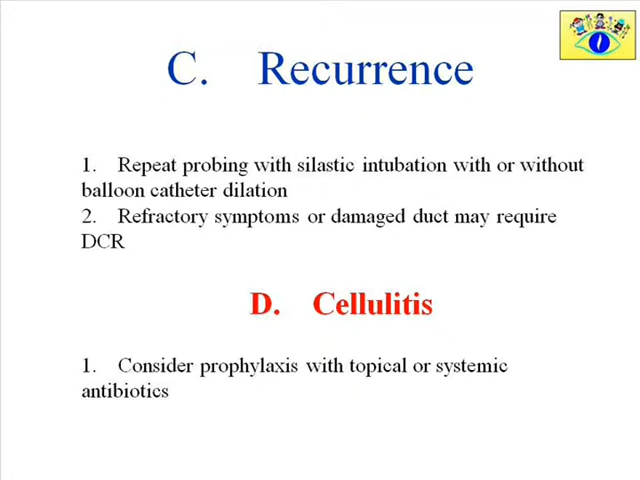 C. Recurrence
1. Repeat probing with silastic intubation with or without
balloon catheter dilation
2. Refractory symptoms or damaged duct may require
DCR
D. Cellulitis
1. Consider prophylaxis with topical or systemic
antibiotics